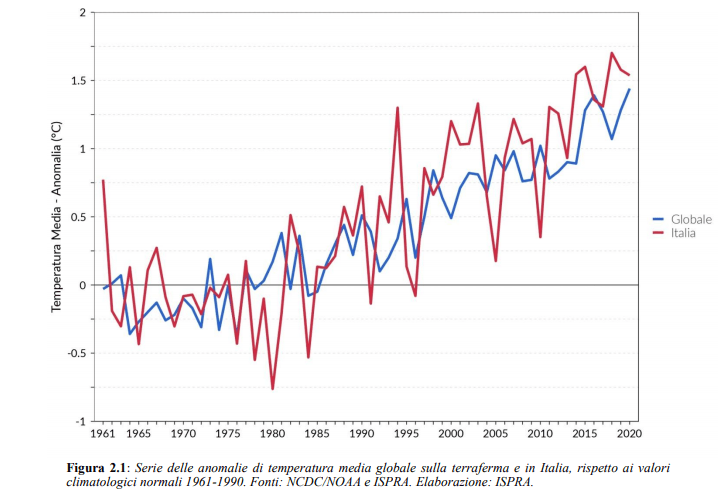 2
1.5
1
0.5
0
-0.5
-1
Temperatura Media - Anomalia (°C)
1961 1965 1970 1975 1980 1985 1990 1995 2000 2005 2010 2015 2020
Globale
Italia
Figura 2.1: Serie delle anomalie di temperatura media globale sulla terraferma e in Italia, rispetto ai valori
climatologici normali 1961-1990. Fonti: NCDC/NOAA e ISPRA. Elaborazione: ISPRA.